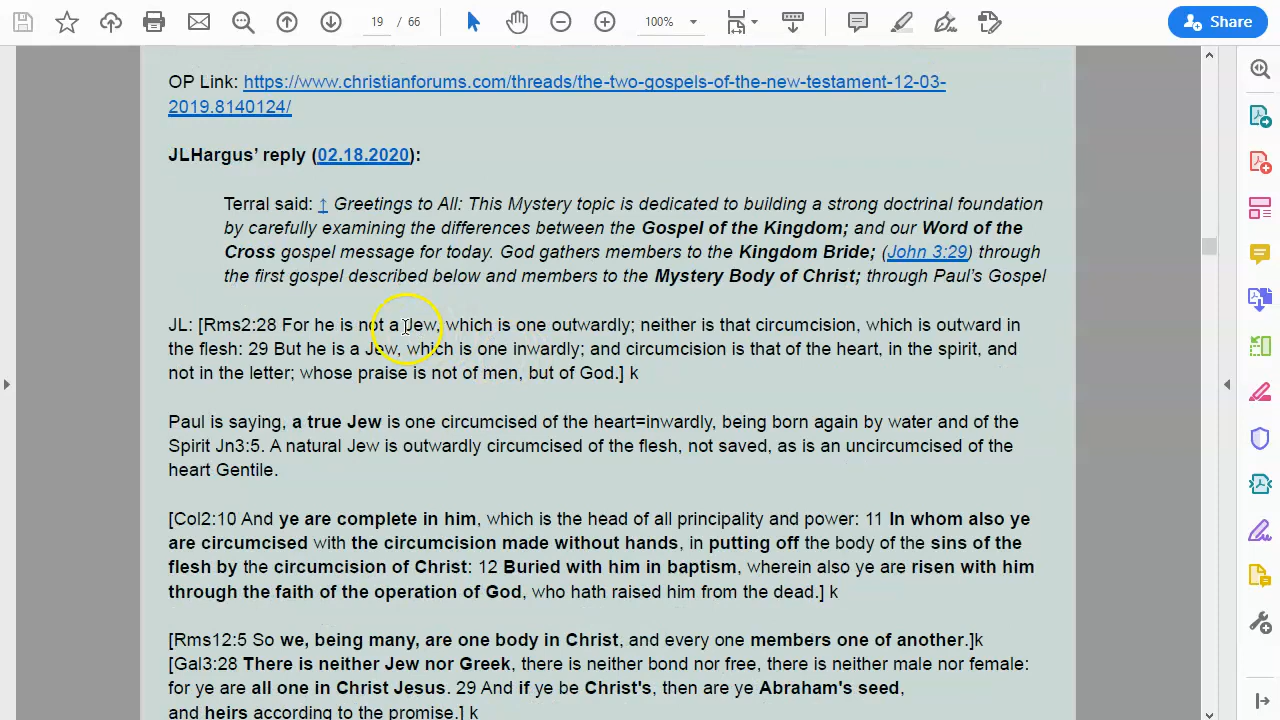 19 / 66
100%
Share
OP Link: https://www.christianforums.com/threads/the-two-gospels-of-the-new-testament-12-03-
2019.8140124/
JLHargus' reply (02.18.2020):
Terral said: ↑ Greetings to All: This Mystery topic is dedicated to building a strong doctrinal foundation
by carefully examining the differences between the Gospel of the Kingdom; and our Word of the
Cross gospel message for today. God gathers members to the Kingdom Bride; (John 3:29) through
the first gospel described below and members to the Mystery Body of Christ; through Paul's Gospel
JL: [Rms2:28 For he is not a Jew, which is one outwardly; neither is that circumcision, which is outward in
the flesh: 29 But he is a Jew, which is one inwardly; and circumcision is that of the heart, in the spirit, and
not in the letter; whose praise is not of men, but of God.] k
Paul is saying, a true Jew is one circumcised of the heart=inwardly, being born again by water and of the
Spirit Jn3:5. A natural Jew is outwardly circumcised of the flesh, not saved, as is an uncircumcised of the
heart Gentile.
[Col2:10 And ye are complete in him, which is the head of all principality and power: 11 In whom also ye
are circumcised with the circumcision made without hands, in putting off the body of the sins of the
flesh by the circumcision of Christ: 12 Buried with him in baptism, wherein also ye are risen with him
through the faith of the operation of God, who hath raised him from the dead.] k
[Rms12:5 So we, being many, are one body in Christ, and every one members one of another.]k
[Gal3:28 There is neither Jew nor Greek, there is neither bond nor free, there is neither male nor female:
for ye are all one in Christ Jesus. 29 And if ye be Christ's, then are ye Abraham's seed,
and heirs according to the promise.] k